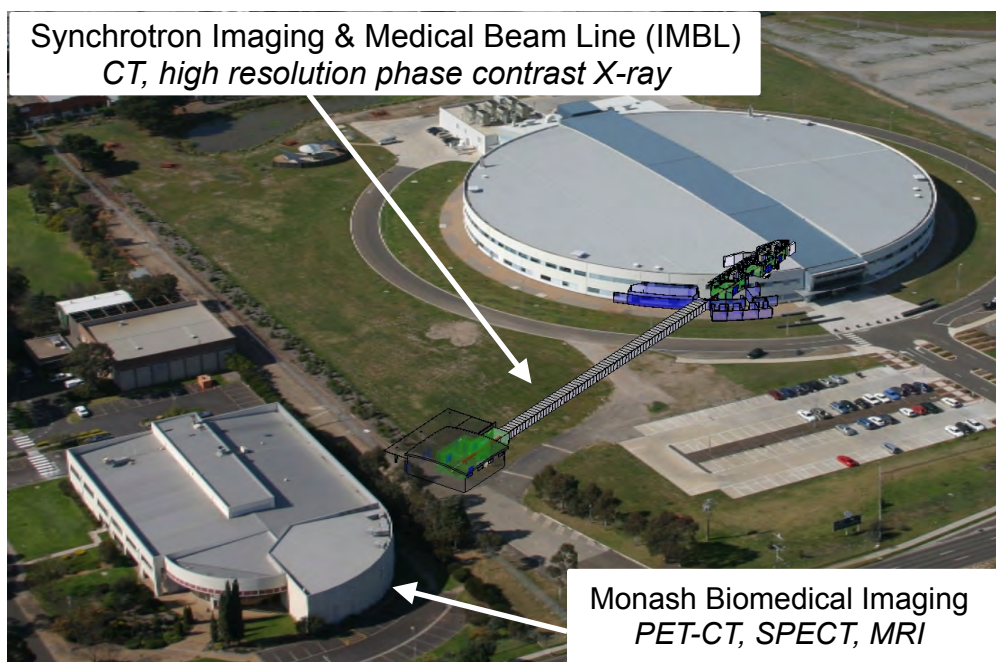 Synchrotron Imaging & Medical Beam Line (IMBL)
CT, high resolution phase contrast X-ray
Monash Biomedical Imaging
PET-CT, SPECT, MRI